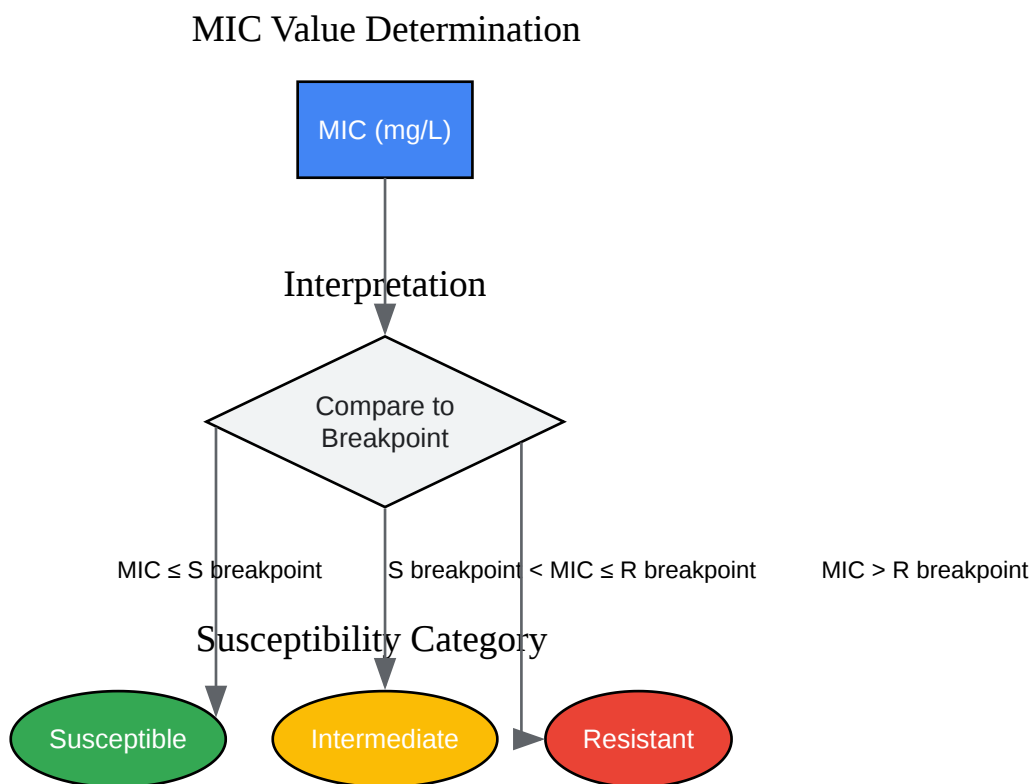 MIC Value Determination
MIC (mg/L)
Interpretation
Compare to
Breakpoint
MIC ≤ S breakpoint
S breakpoint < MIC ≤ R breakpoint
MIC > R breakpoint
Susceptibility Category
Susceptible
Intermediate
Resistant